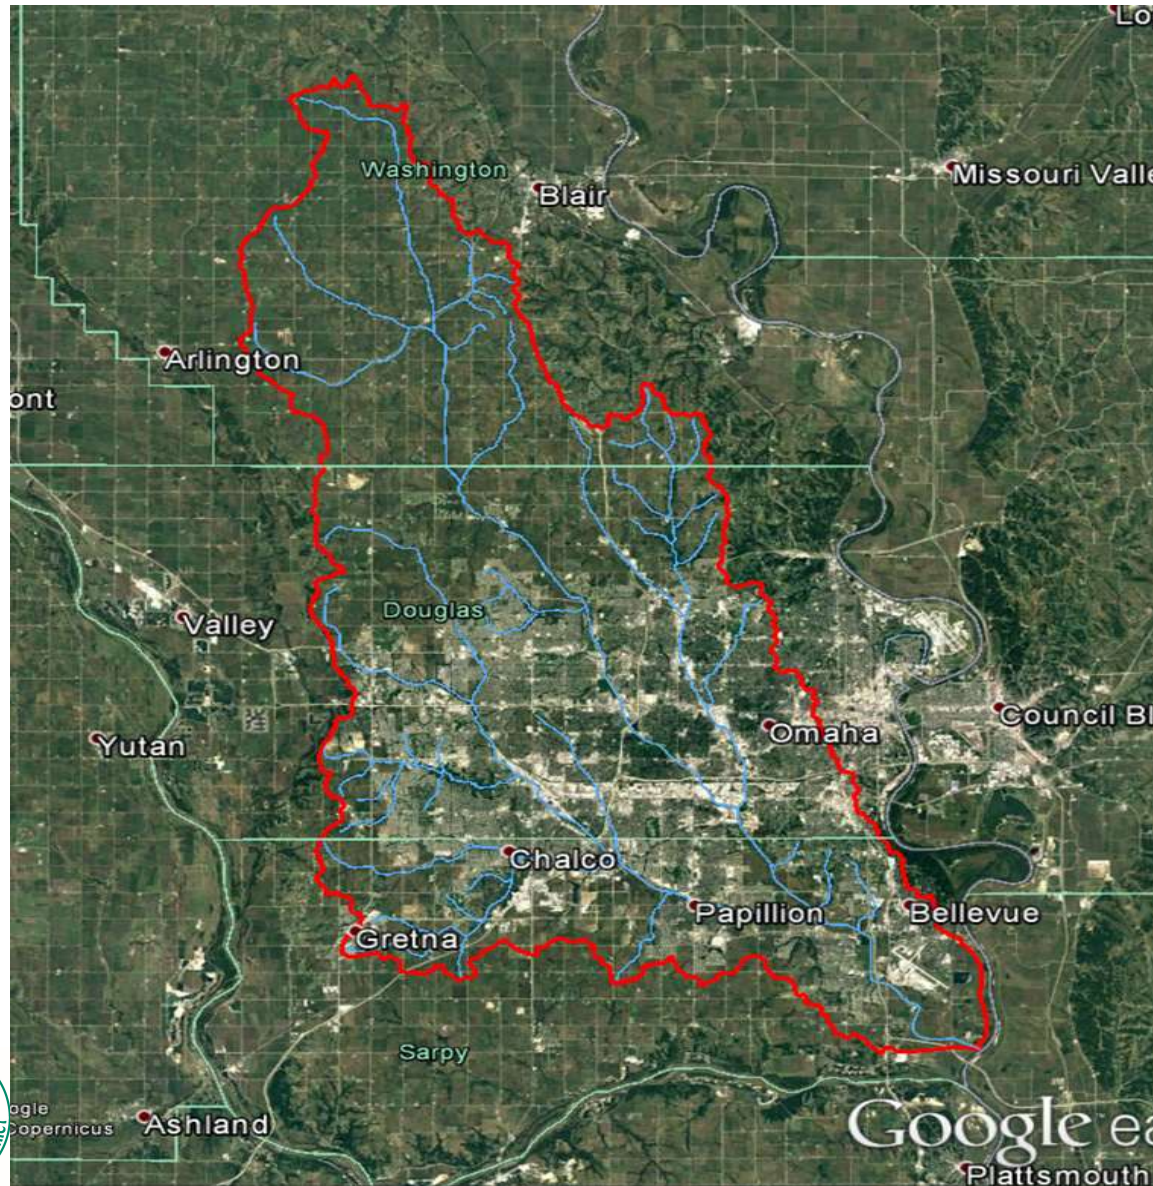 Lo
Washington
Blair
Missouri Valle
Arlington
ont
Douglas
Valley
Council Bl
Omaha
Yutan
Chalco
Papillion
Bellevue
Gretna
Sarpy
Google ea
ogle
Copernicus
Ashland
Plattsmouth